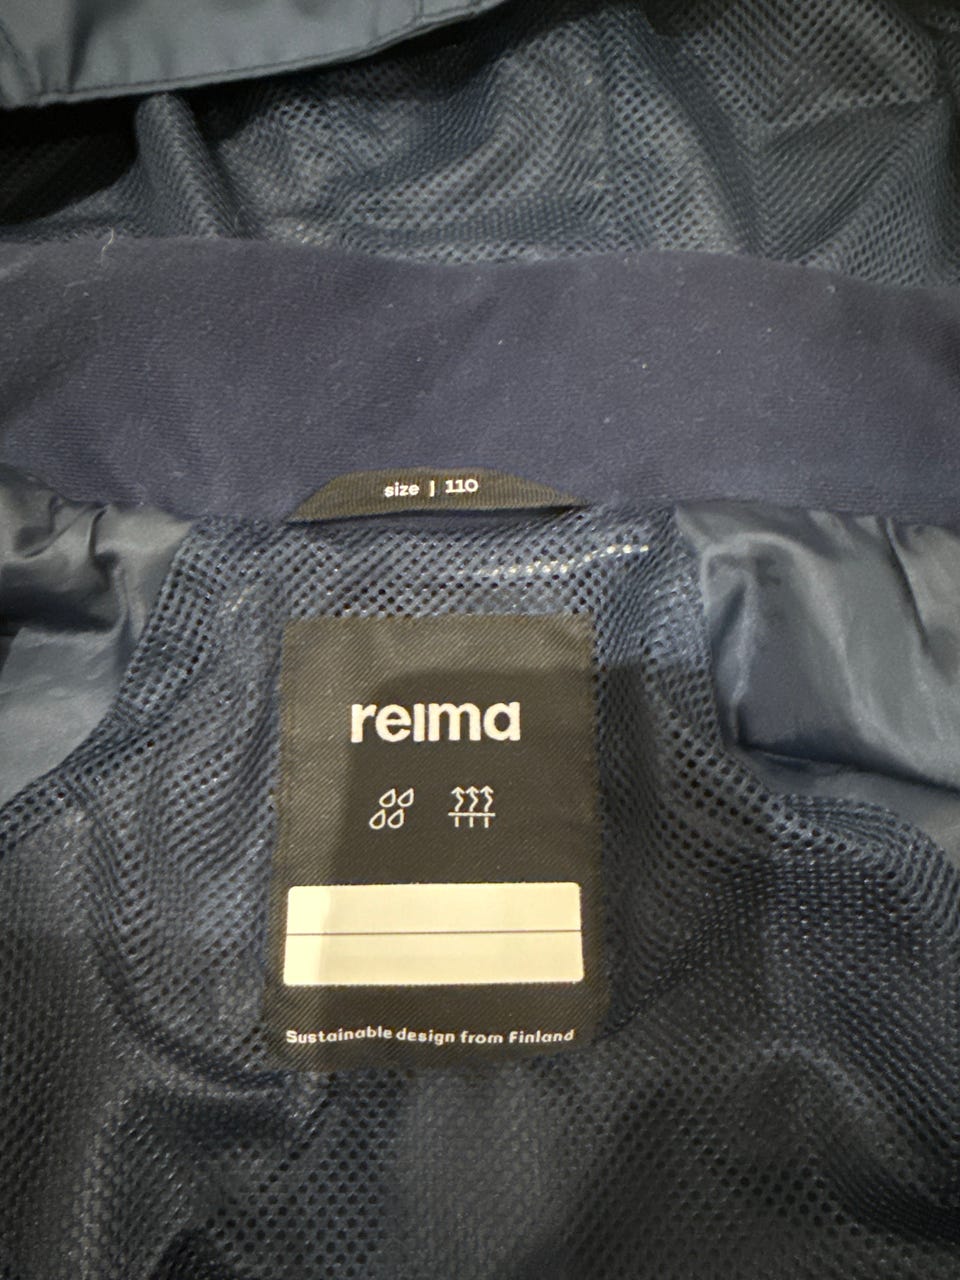 size | 110
reima
Sustainable design from Finland